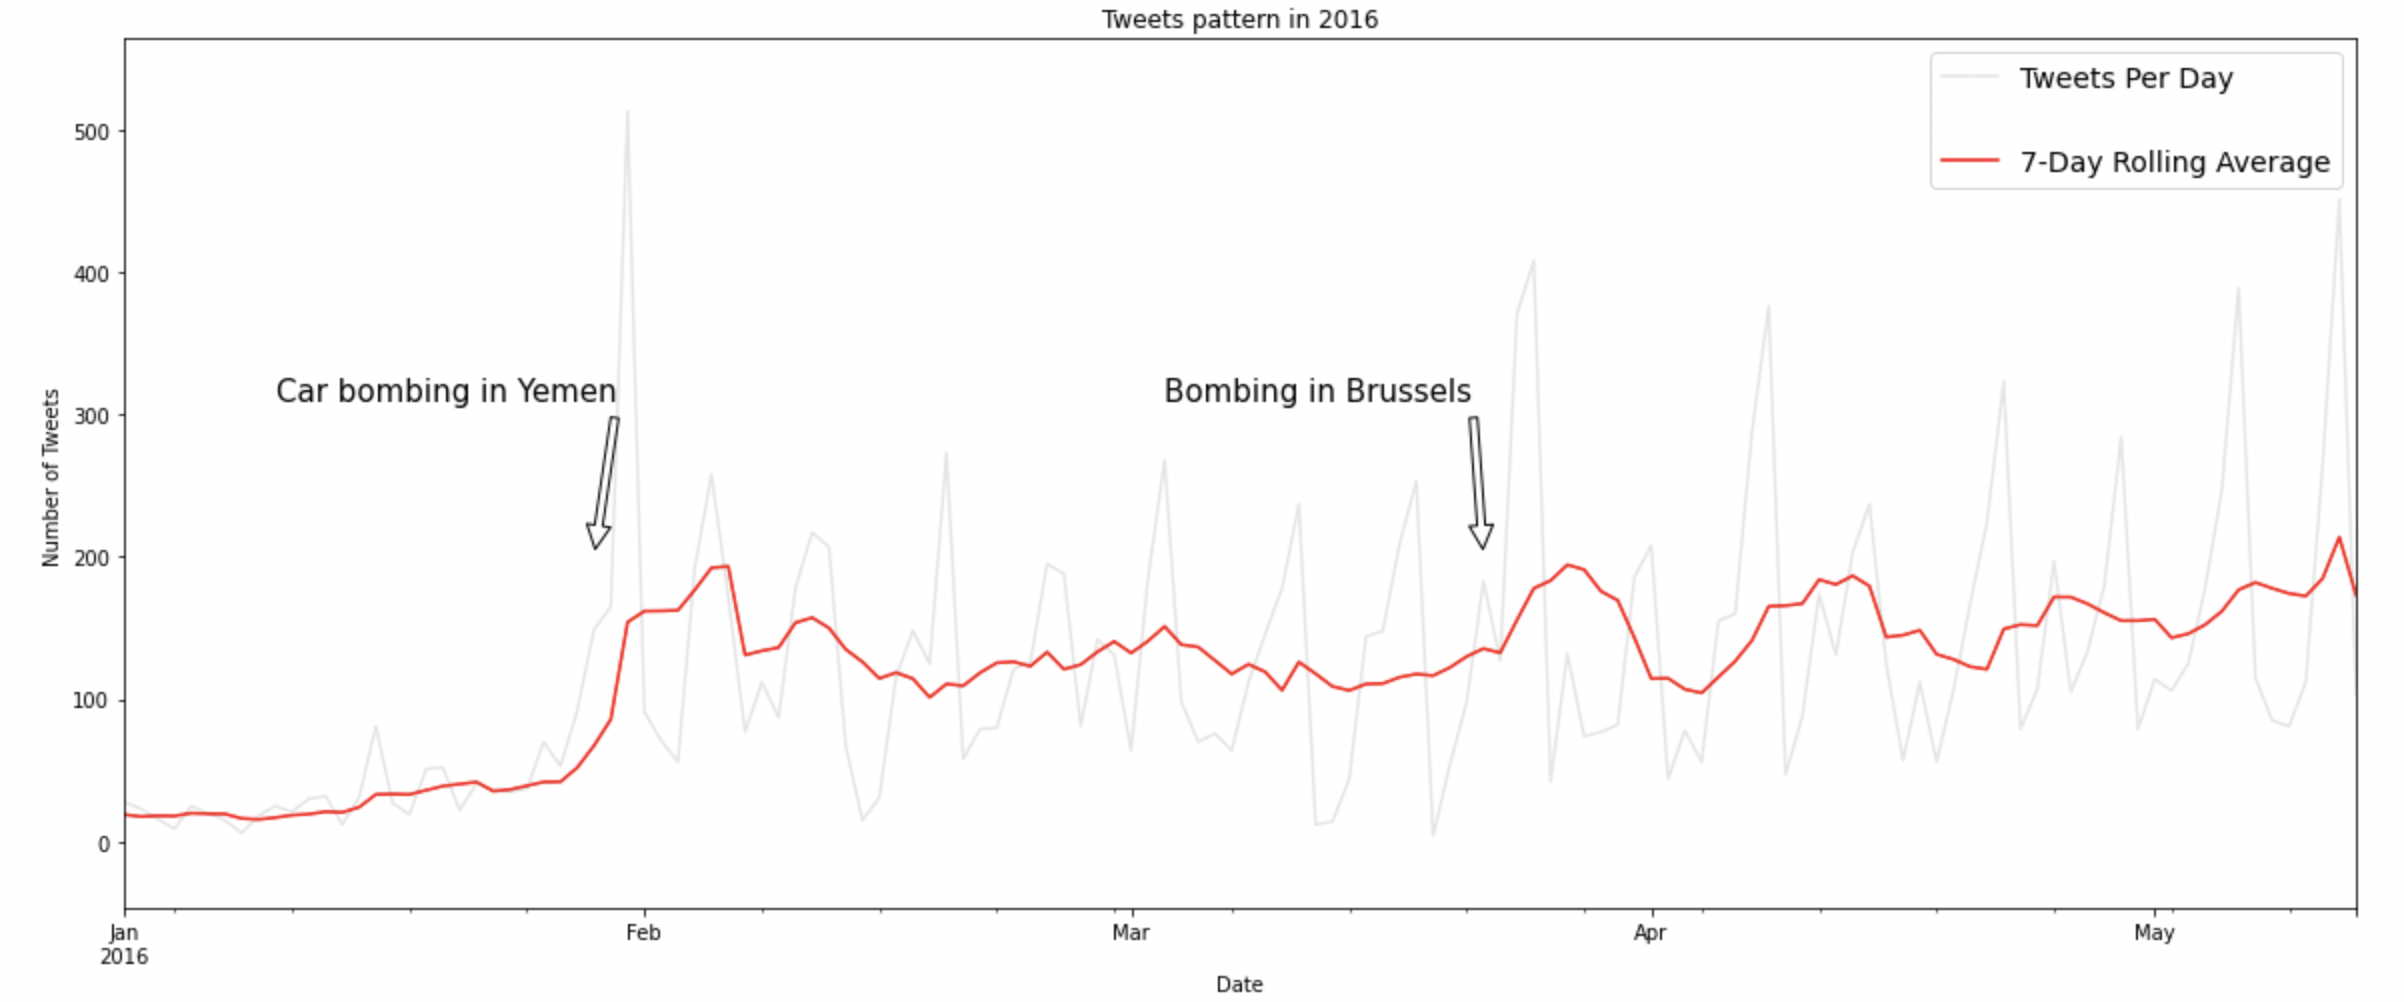 Tweets pattern in 2016
Tweets Per Day
7-Day Rolling Average
500
400
300
200
100
0
Number of Tweets
Car bombing in Yemen
Bombing in Brussels
Jan
2016
Feb
Mar
Apr
May
Date